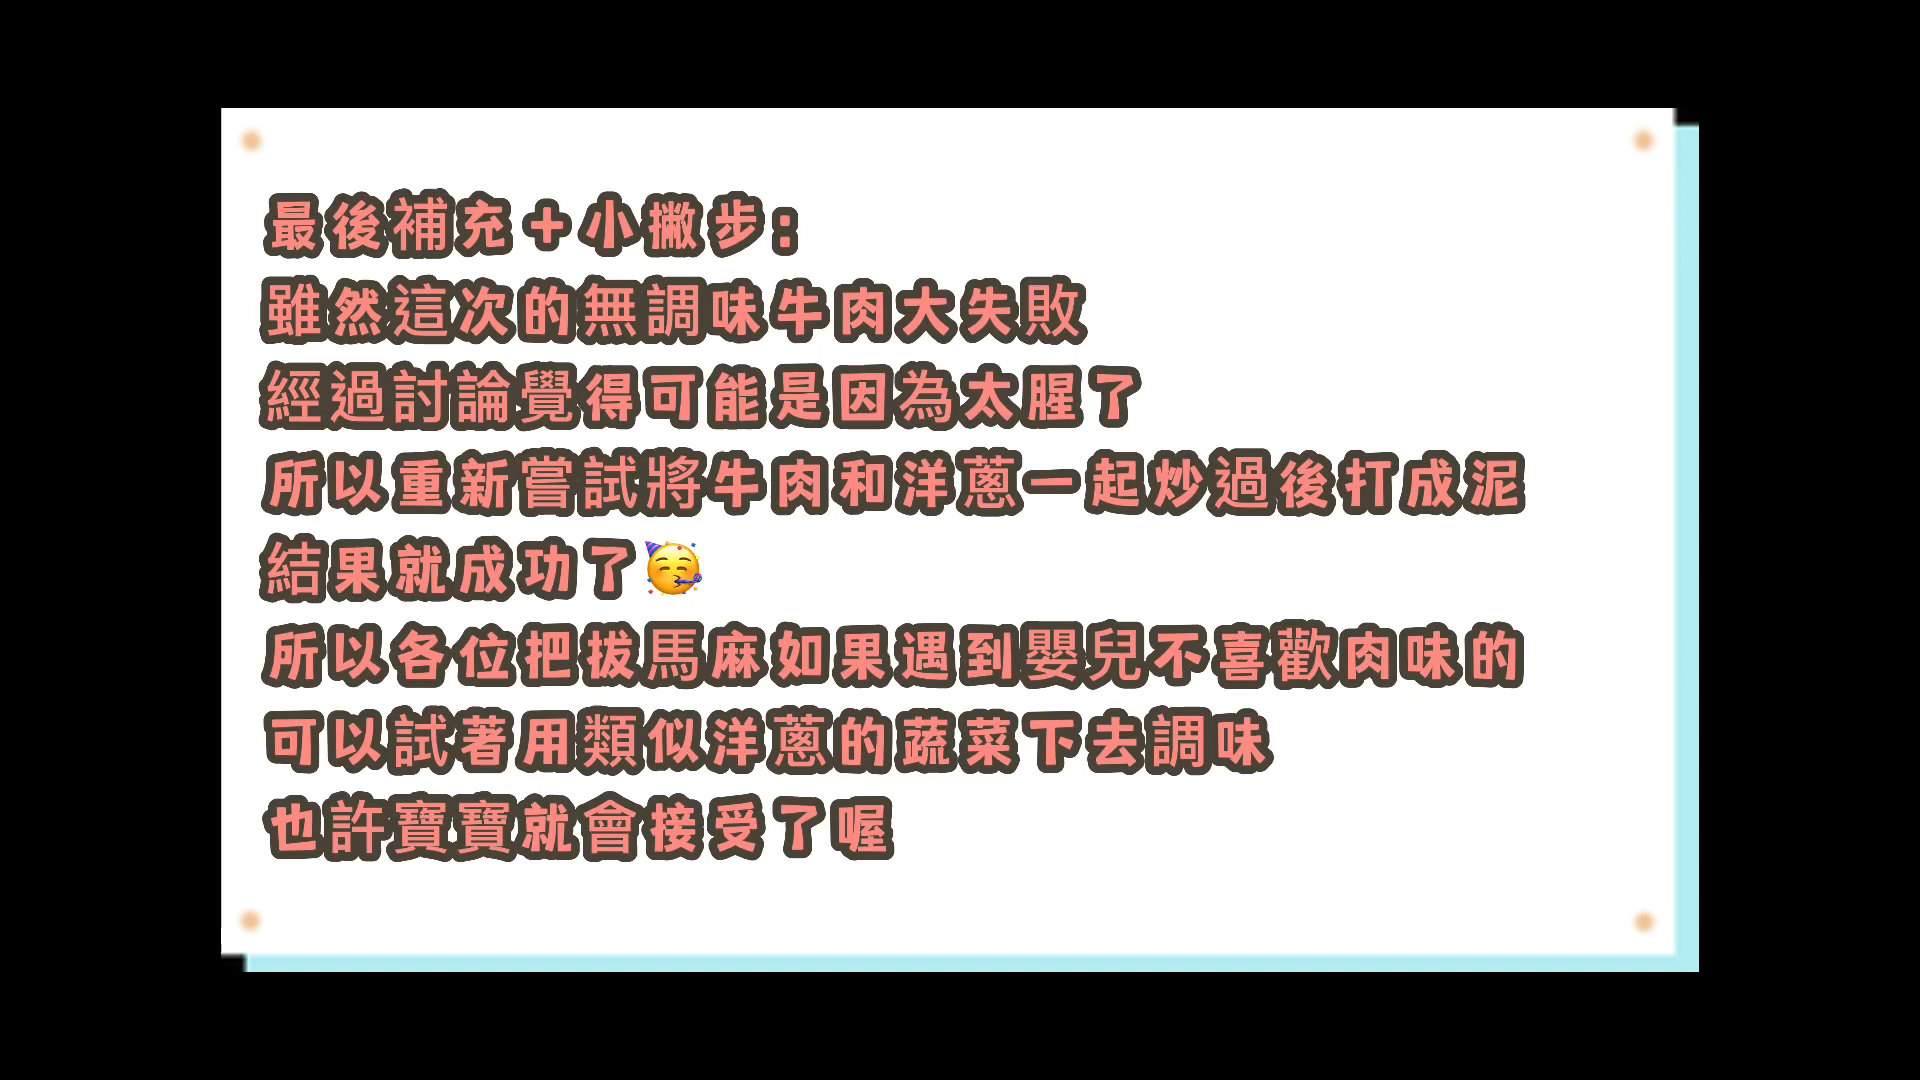 最後補充+小撇步:
雖然這次的無調味牛肉大失敗
經過討論覺得可能是因為太腥了
所以重新嘗試將牛肉和洋蔥一起炒過後打成泥
結果就成功了🥳
所以各位把拔馬麻如果遇到嬰兒不喜歡肉味的
可以試著用類似洋蔥的蔬菜下去調味
也許寶寶就會接受了喔